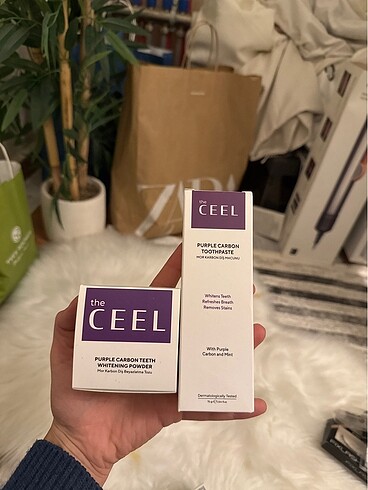 ZARA
the
CEEL
PURPLE CARBON
TOOTHPASTE
MOR KARBON DİŞ MACUNU
Whitens Teeth
Refreshes Breath
Removes Stains
With Purple
Carbon and Mint
Dermatologically Tested
the
CEEL
PURPLE CARBON TEETH
WHITENING POWDER
Mor Karbon Diş Beyazlatma Tozu